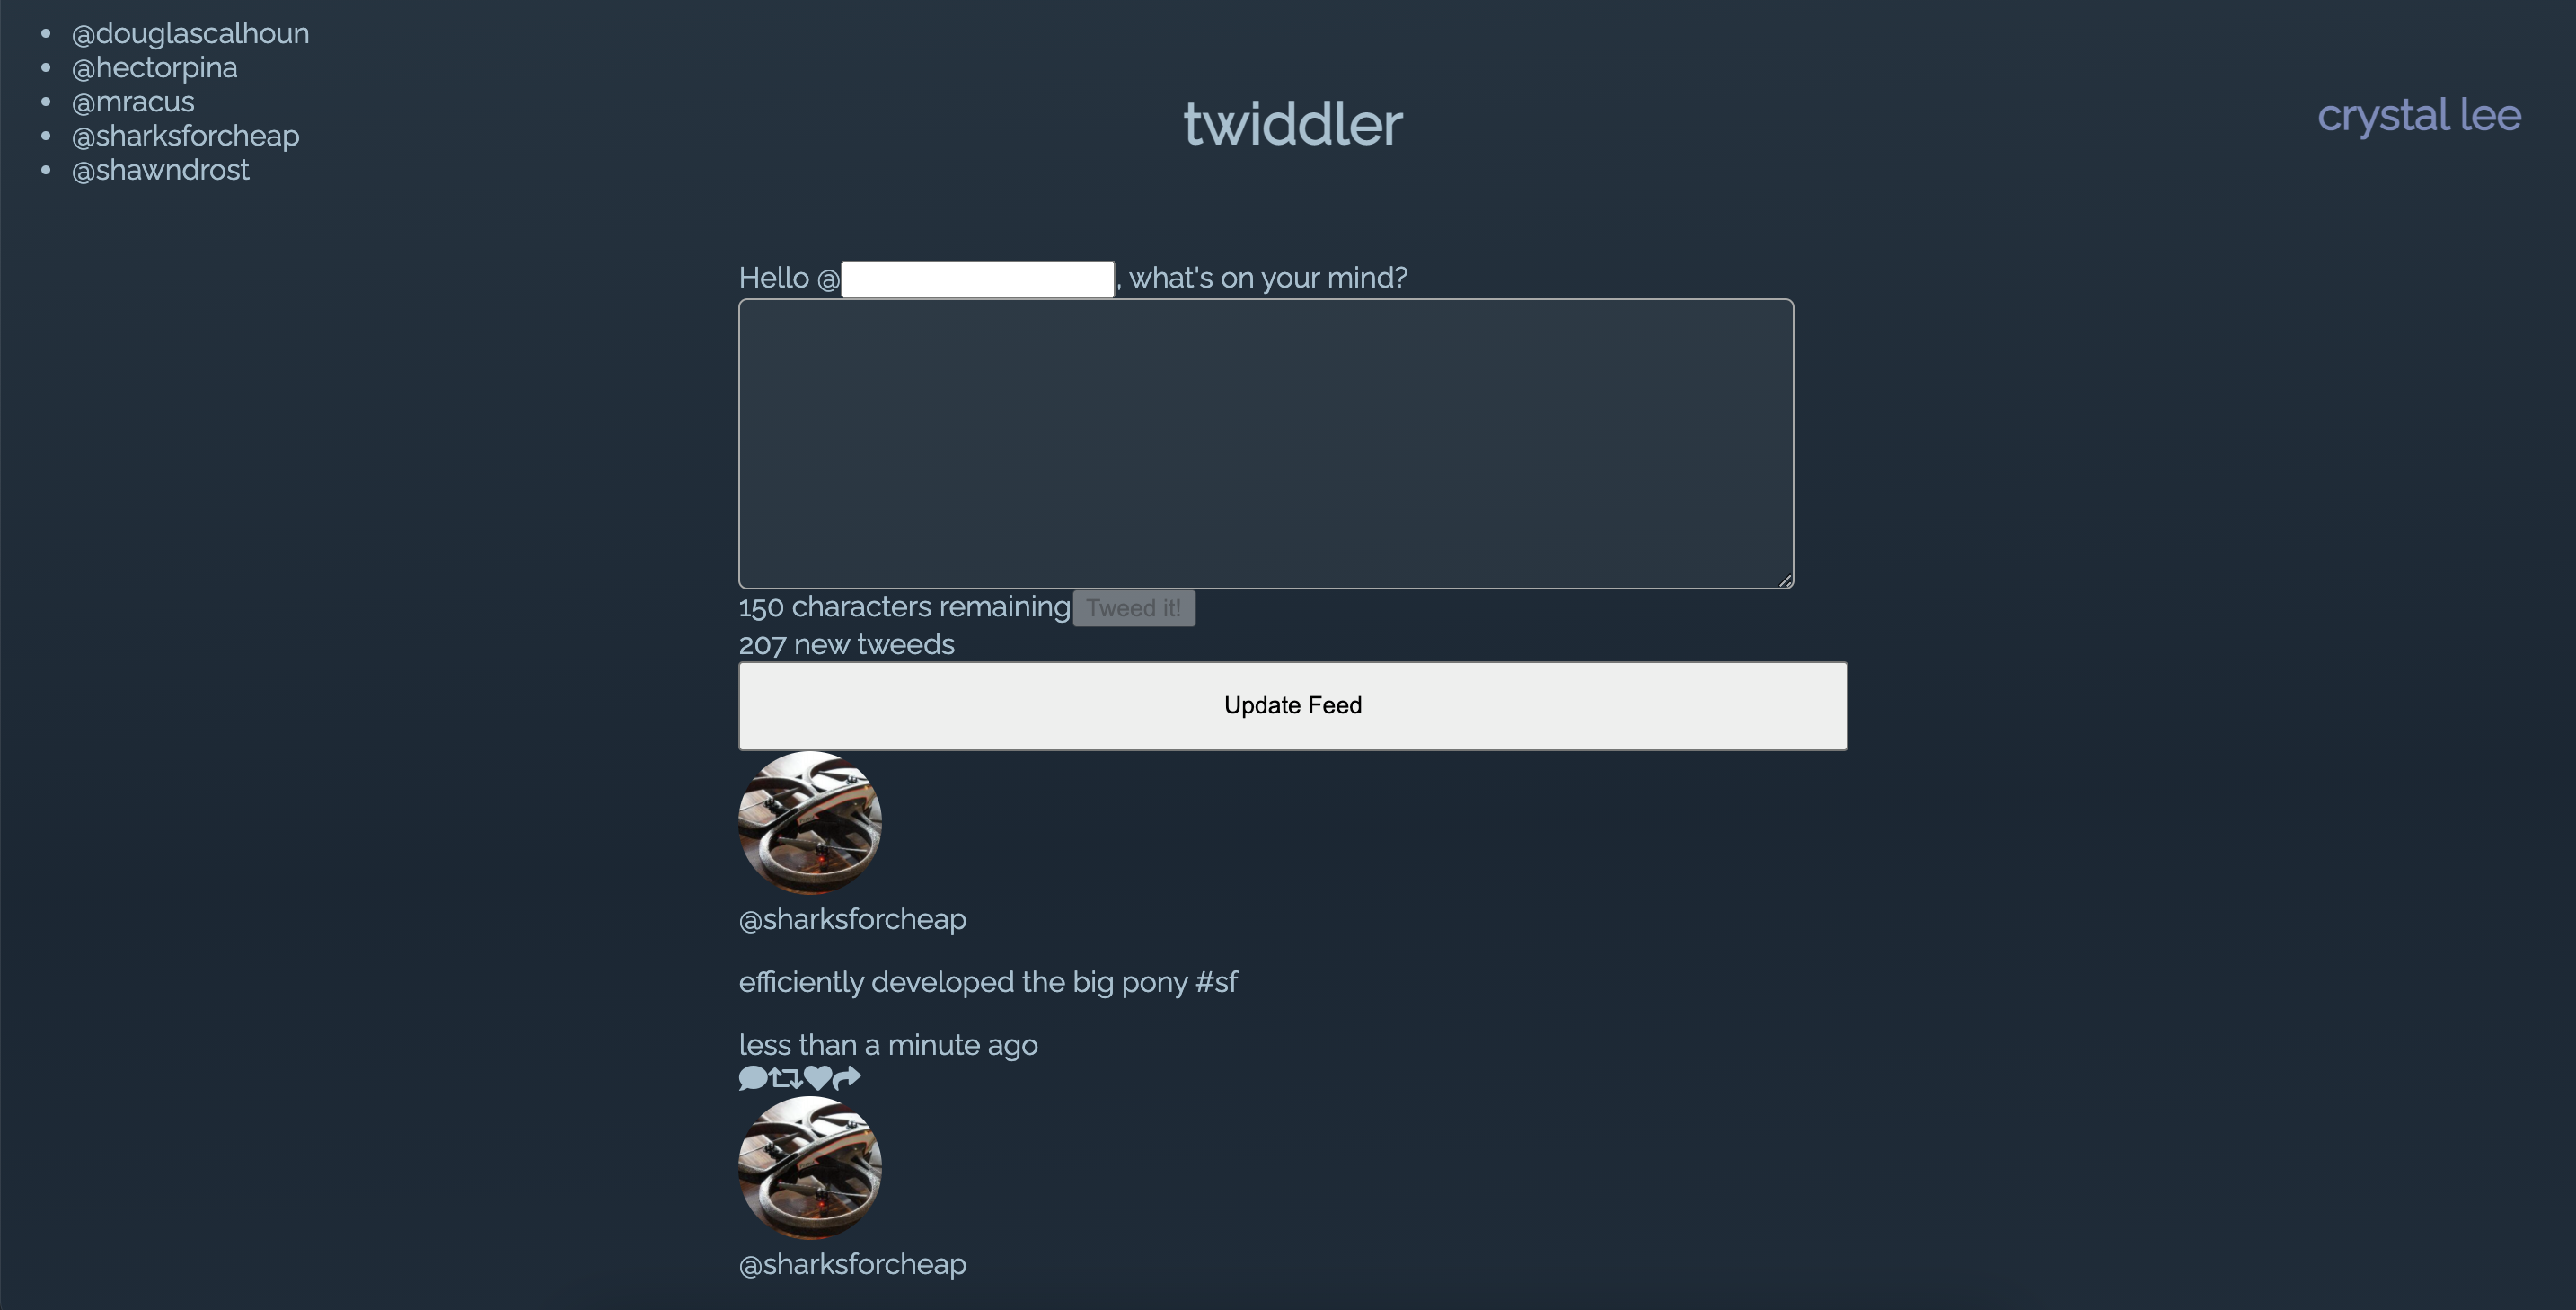 @douglascalhoun
@hectorpina
@mracus
@sharksforcheap
@shawndrost
twiddler
crystal lee
Hello @ , what's on your mind?
150 characters remaining Tweed it!
207 new tweeds
Update Feed
@sharksforcheap
efficiently developed the big pony #sf
less than a minute ago
@sharksforcheap